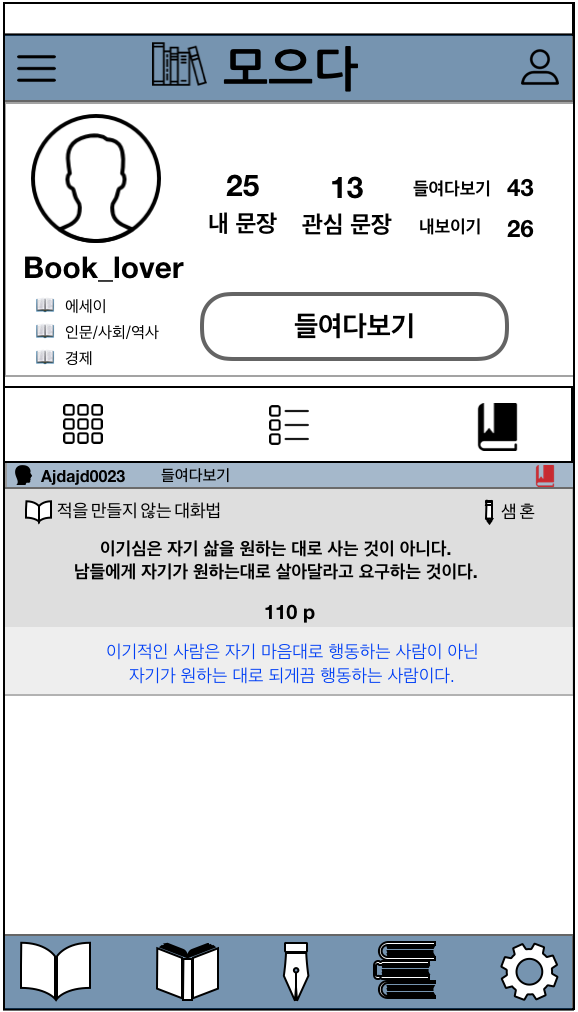 모으다
25
내 문장
13
관심 문장
들여다보기 43
내보이기 26
Book_lover
에세이
인문/사회/역사
경제
들여다보기
Ajdajd0023 들여다보기
적을 만들지 않는 대화법
샘 혼
이기심은 자기 삶을 원하는 대로 사는 것이 아니다.
남들에게 자기가 원하는대로 살아달라고 요구하는 것이다.
110 p
이기적인 사람은 자기 마음대로 행동하는 사람이 아닌
자기가 원하는 대로 되게끔 행동하는 사람이다.